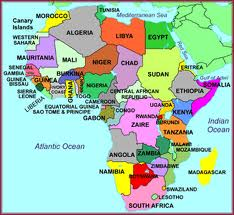 Canary
Islands
MOROCCO
Mediterranean Sea
ALGERIA
LIBYA
EGYPT
WESTERN
SAHARA
MAURITANIA
MALI
NIGER
CHAD
SUDAN
ERITREA
Gulf of Aden
SENEGAL
GAMBIA
GUINEA
BISSAU
GUINEA
BURKINA
SIERRA
LEONE
LIBERIA
NIGERIA
CENTRAL AFRICAN
REPUBLIC
ETHIOPIA
SOMALIA
CAMEROON
EQUATORIAL GUINEA
SAO TOME & PRINCIPE
GABON
CONGO
UGANDA
KENYA
RWANDA
ZAIRE
BURUNDI
TANZANIA
Indian
Ocean
Atlantic Ocean
ANGOLA
ZAMBIA
MALAWI
MOZAMBIQUE
ZIMBABWE
MADAGASCAR
NAMIBIA
BOTSWANA
SWAZILAND
LESOTHO
SOUTH
AFRICA